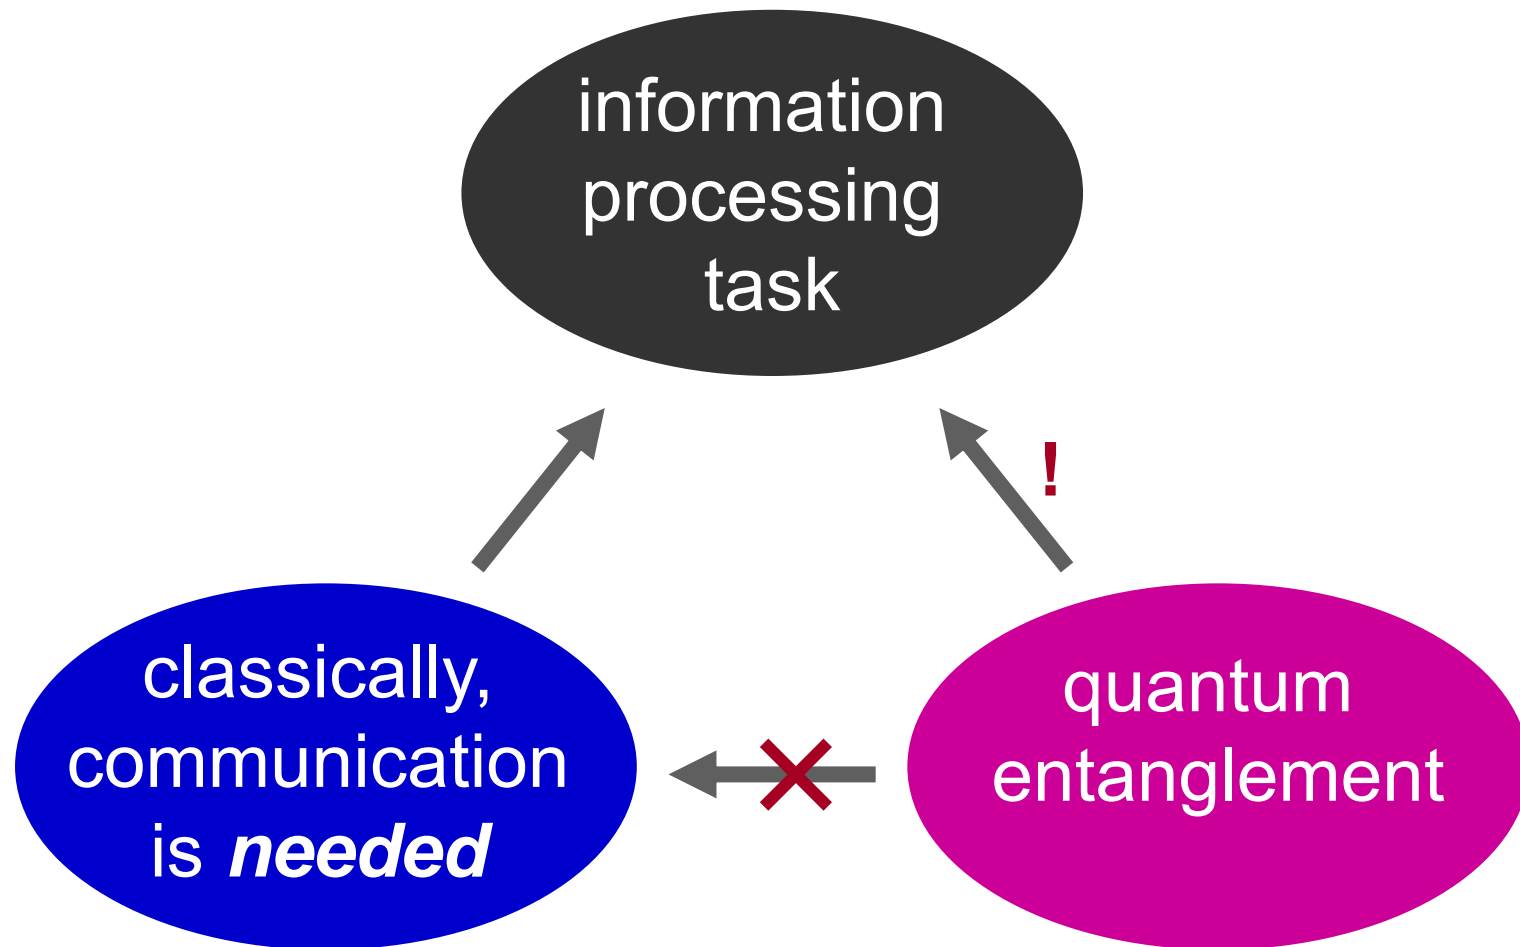 information
processing
task
!
classically,
communication
is needed
quantum
entanglement